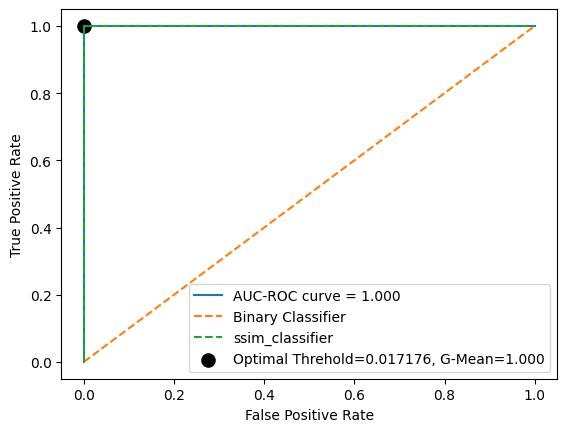 1.0
0.8
0.6
0.4
0.2
0.0
True Positive Rate
AUC-ROC curve = 1.000
Binary Classifier
ssim_classifier
Optimal Threhold=0.017176, G-Mean=1.000
0.0 0.2 0.4 0.6 0.8 1.0
False Positive Rate